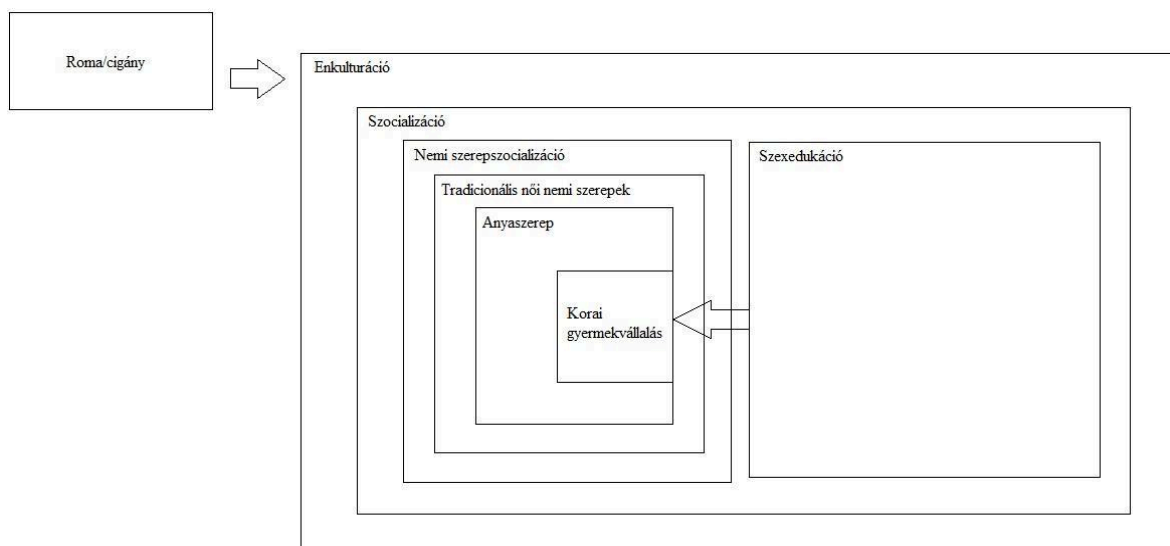 Roma/cigány
Enkulturáció
Szocializáció
Nemi szerepszocializáció
Szexedukáció
Tradicionális női nemi szerepek
Anyaszerep
Korai
gyermekvállalás